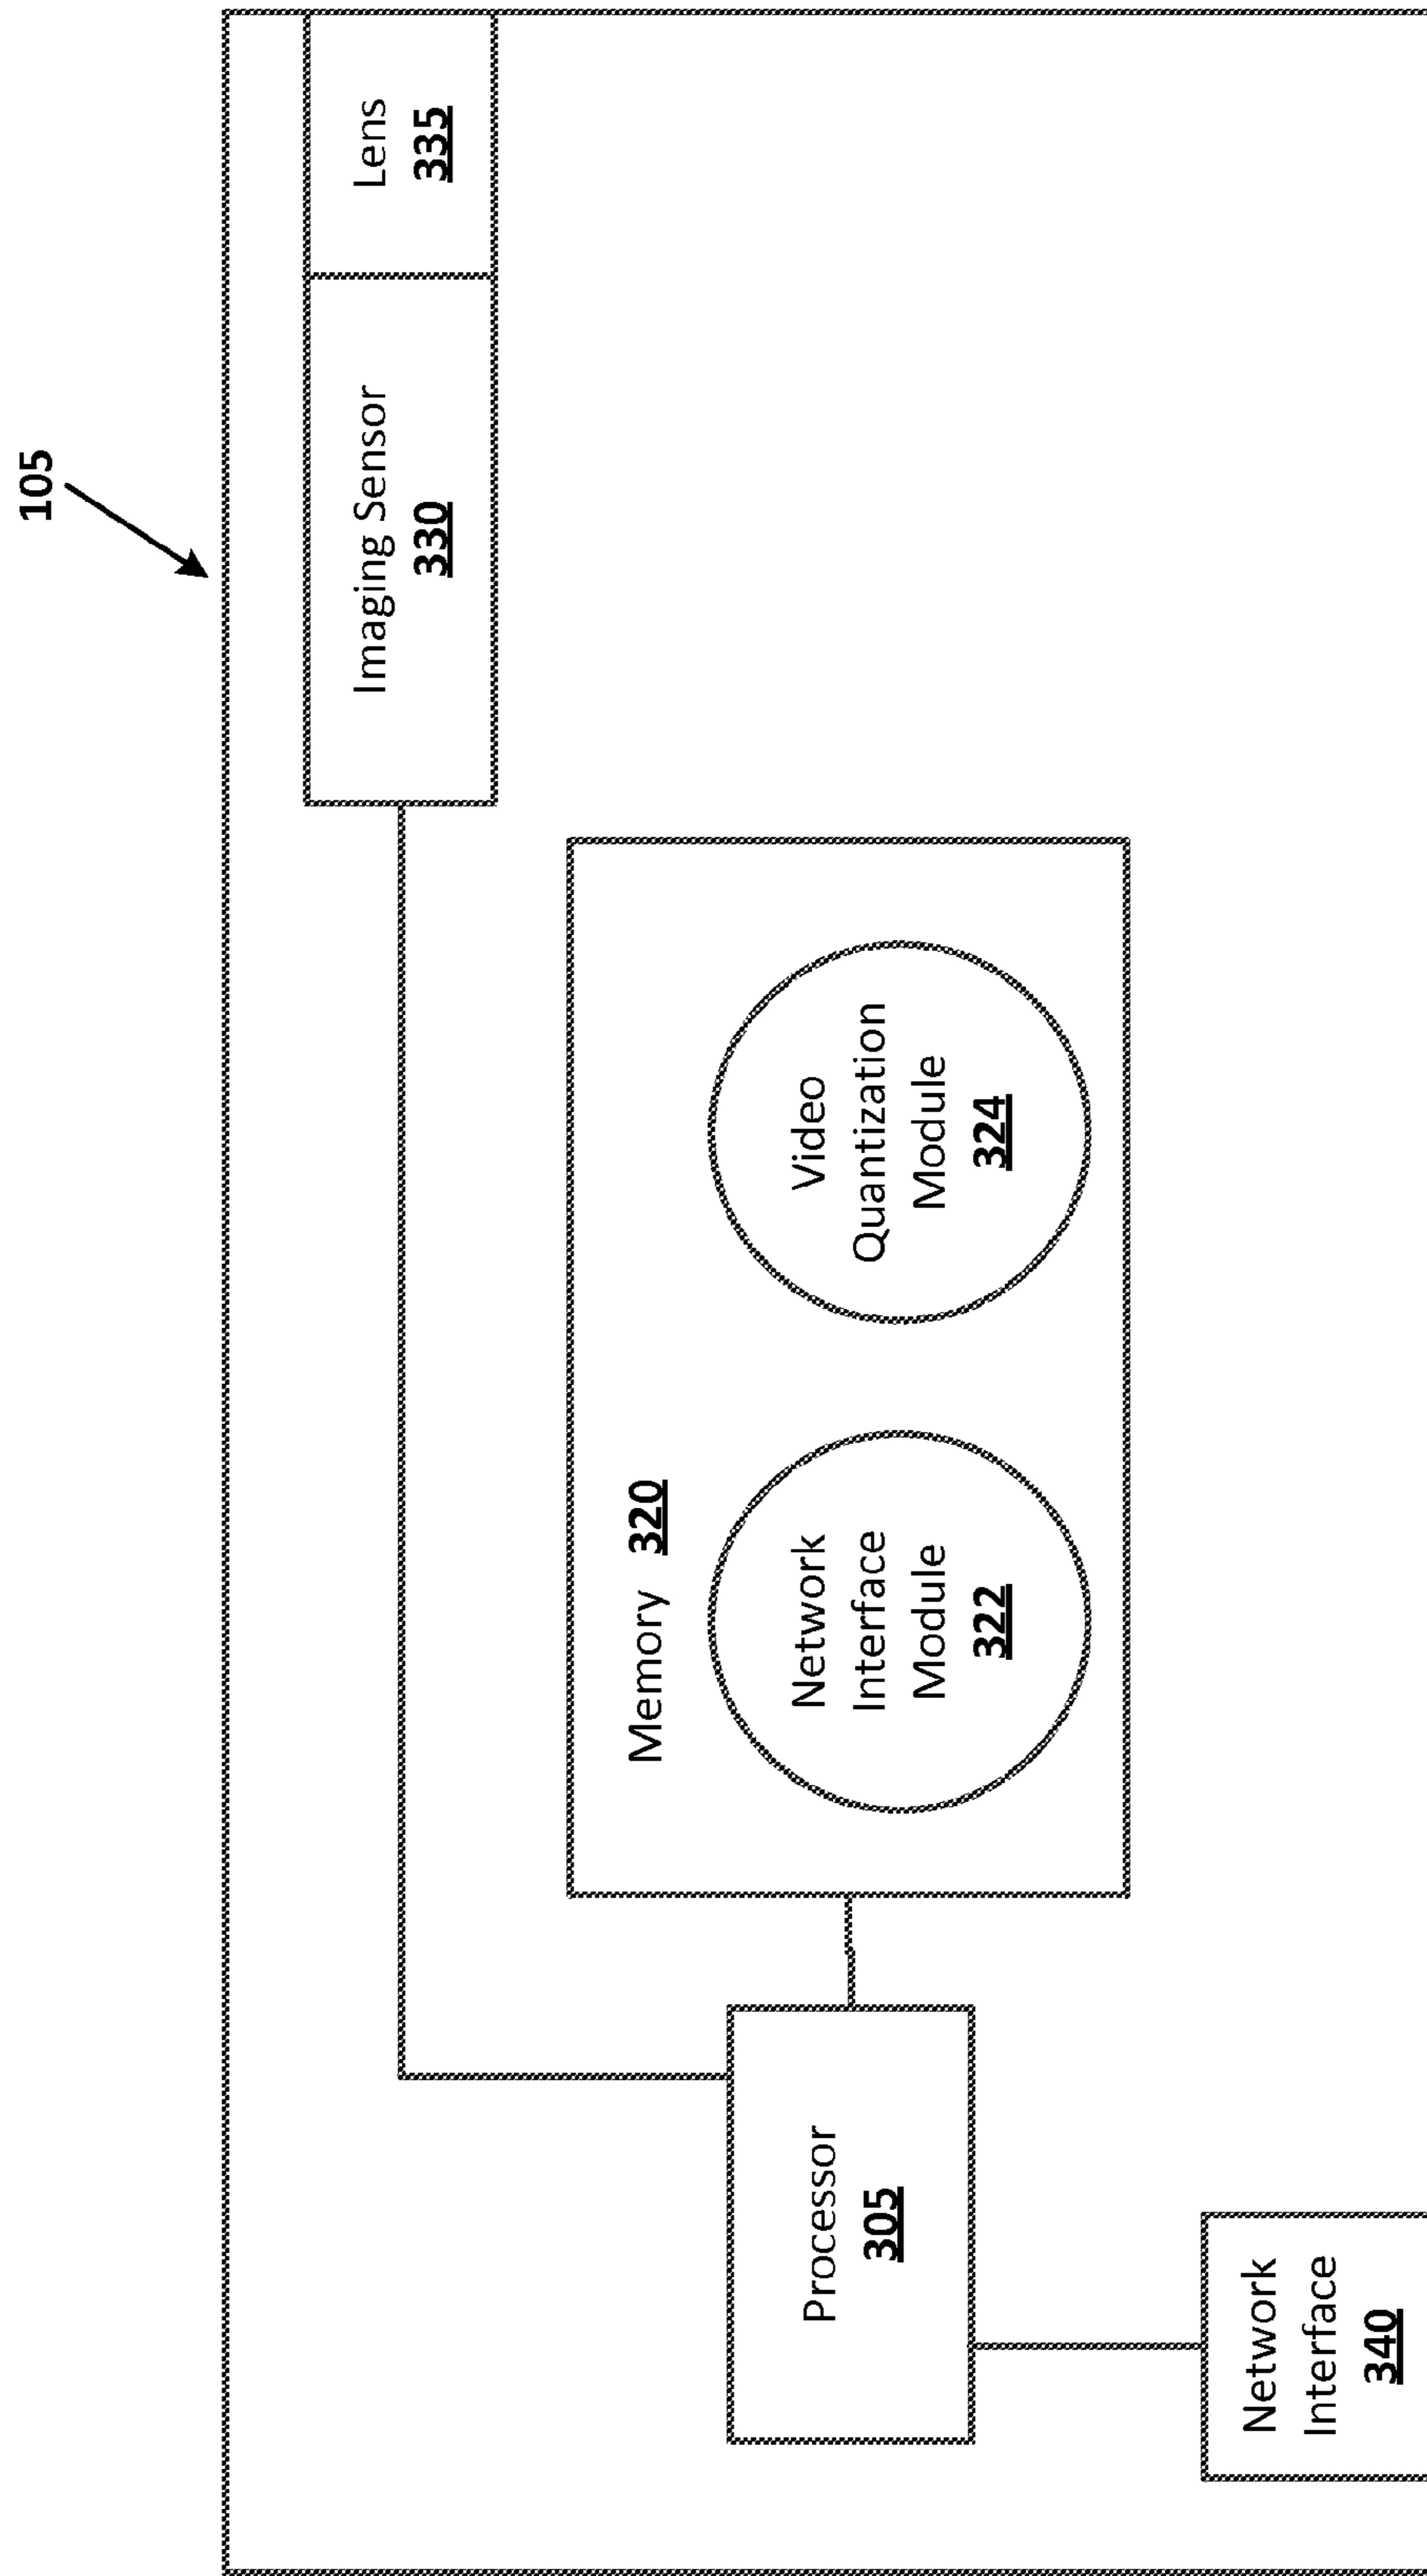 105
Lens
335
Imaging Sensor
330
Memory 320
Video
Quantization
Module
324
Network
Interface
Module
322
Processor
305
Network
Interface
340